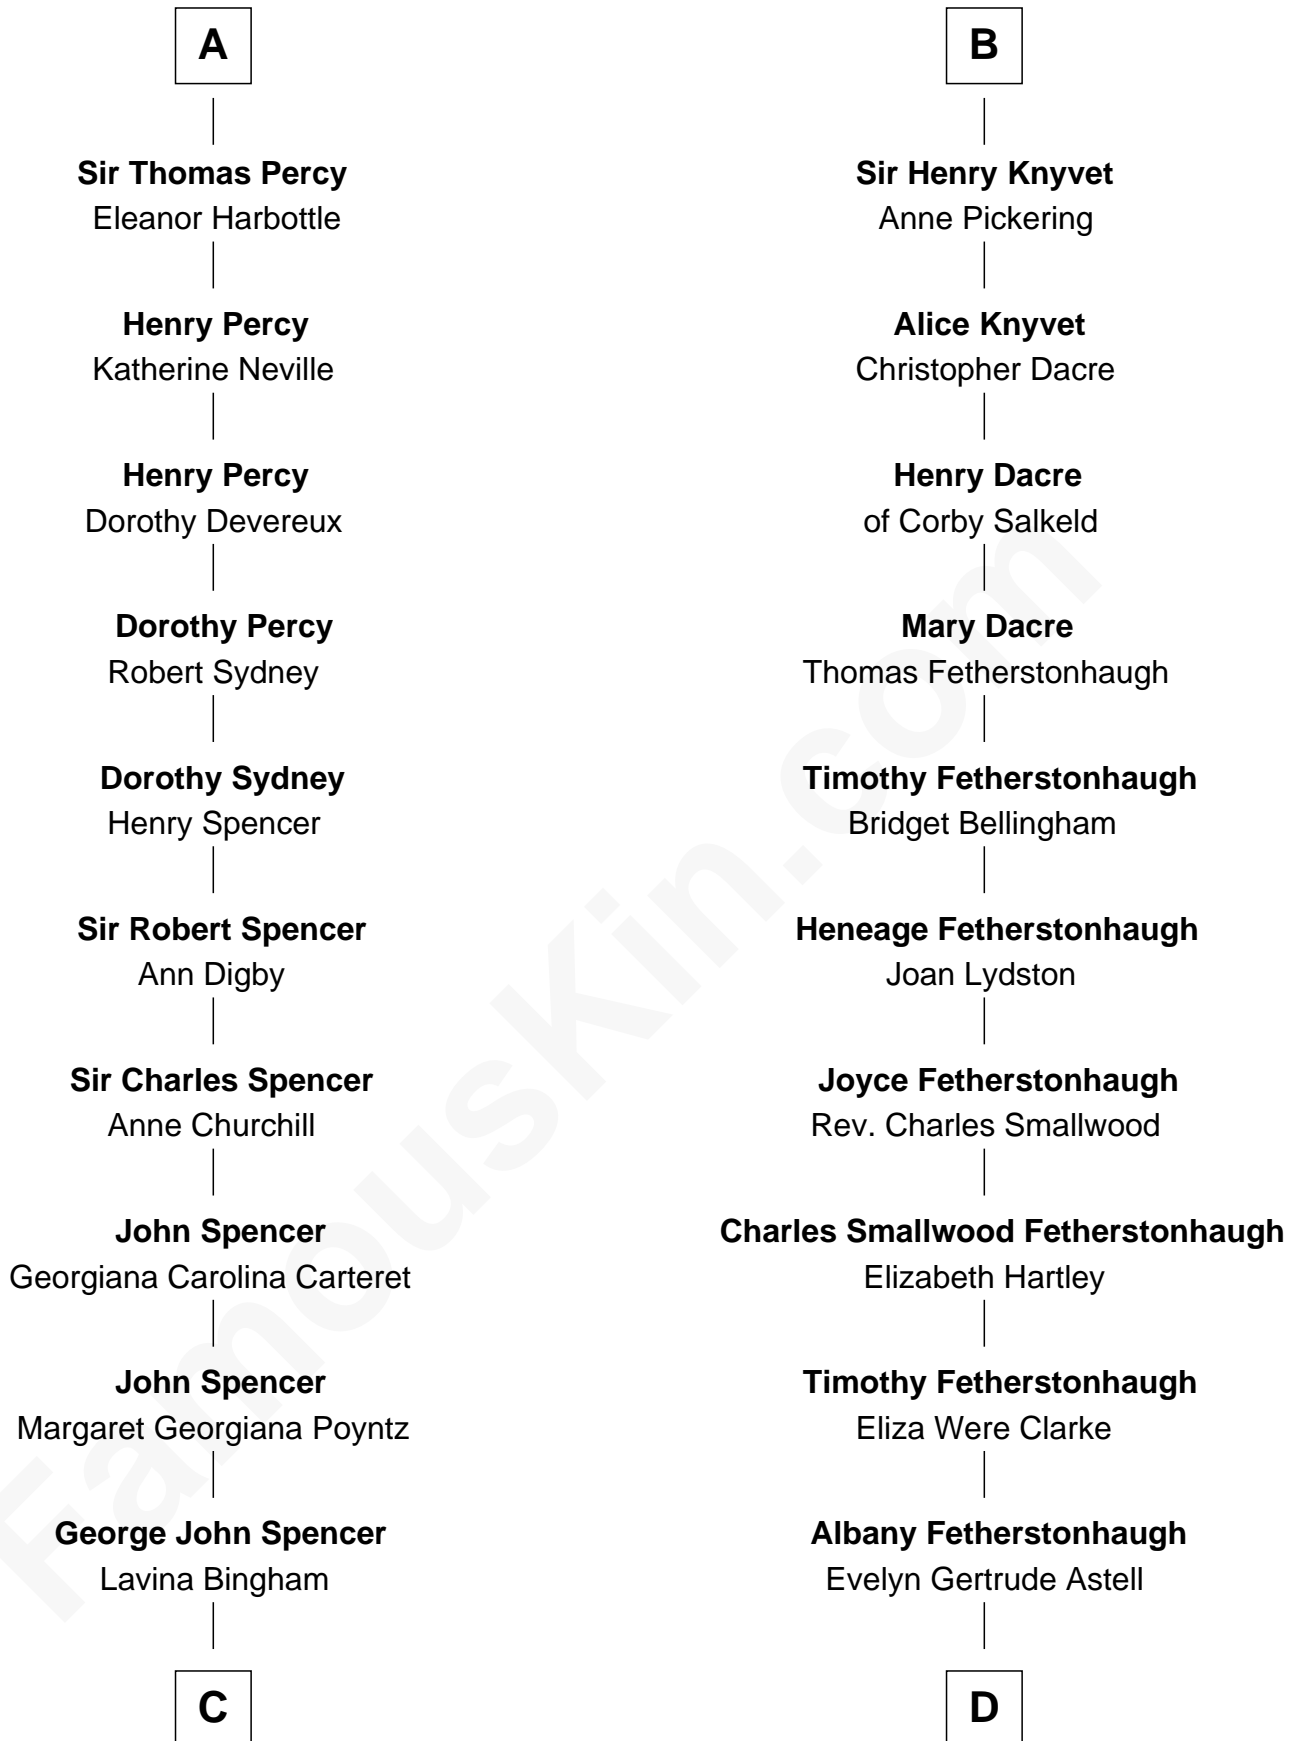 A
Sir Thomas Percy
Eleanor Harbottle
Henry Percy
Katherine Neville
Henry Percy
Dorothy Devereux
Dorothy Percy
Robert Sydney
Dorothy Sydney
Henry Spencer
Sir Robert Spencer
Ann Digby
Sir Charles Spencer
Anne Churchill
John Spencer
Georgiana Carolina Carteret
John Spencer
Margaret Georgiana Poyntz
George John Spencer
Lavina Bingham
C
B
Sir Henry Knyvet
Anne Pickering
Alice Knyvet
Christopher Dacre
Henry Dacre
of Corby Salkeld
Mary Dacre
Thomas Fetherstonhaugh
Timothy Fetherstonhaugh
Bridget Bellingham
Heneage Fetherstonhaugh
Joan Lydston
Joyce Fetherstonhaugh
Rev. Charles Smallwood
Charles Smallwood Fetherstonhaugh
Elizabeth Hartley
Timothy Fetherstonhaugh
Eliza Were Clarke
Albany Fetherstonhaugh
Evelyn Gertrude Astell
D
FamousKin.com